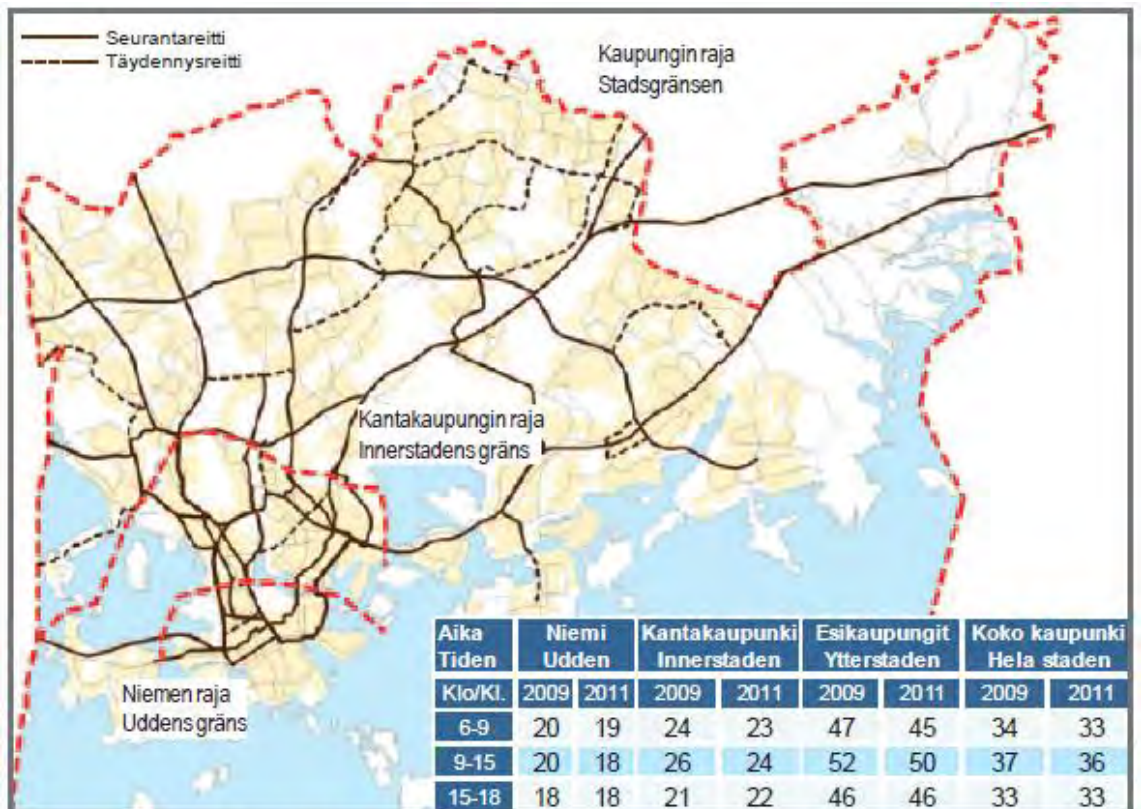 Seurantareitti
Täydennysreitti
Kaupungin raja
Stadsgränsen
Kantakaupungin raja
Innerstadens gräns
Niemen raja
Uddens gräns
Aika Niemi Kantakaupunki Esikaupungit Koko kaupunki
Tiden Udden Innerstaden Ytterstaden Hela staden
Klo/Kl. 2009 2011 2009 2011 2009 2011 2009 2011
6-9 20 19 24 23 47 45 34 33
9-15 20 18 26 24 52 50 37 36
15-18 18 18 21 22 46 46 33 33